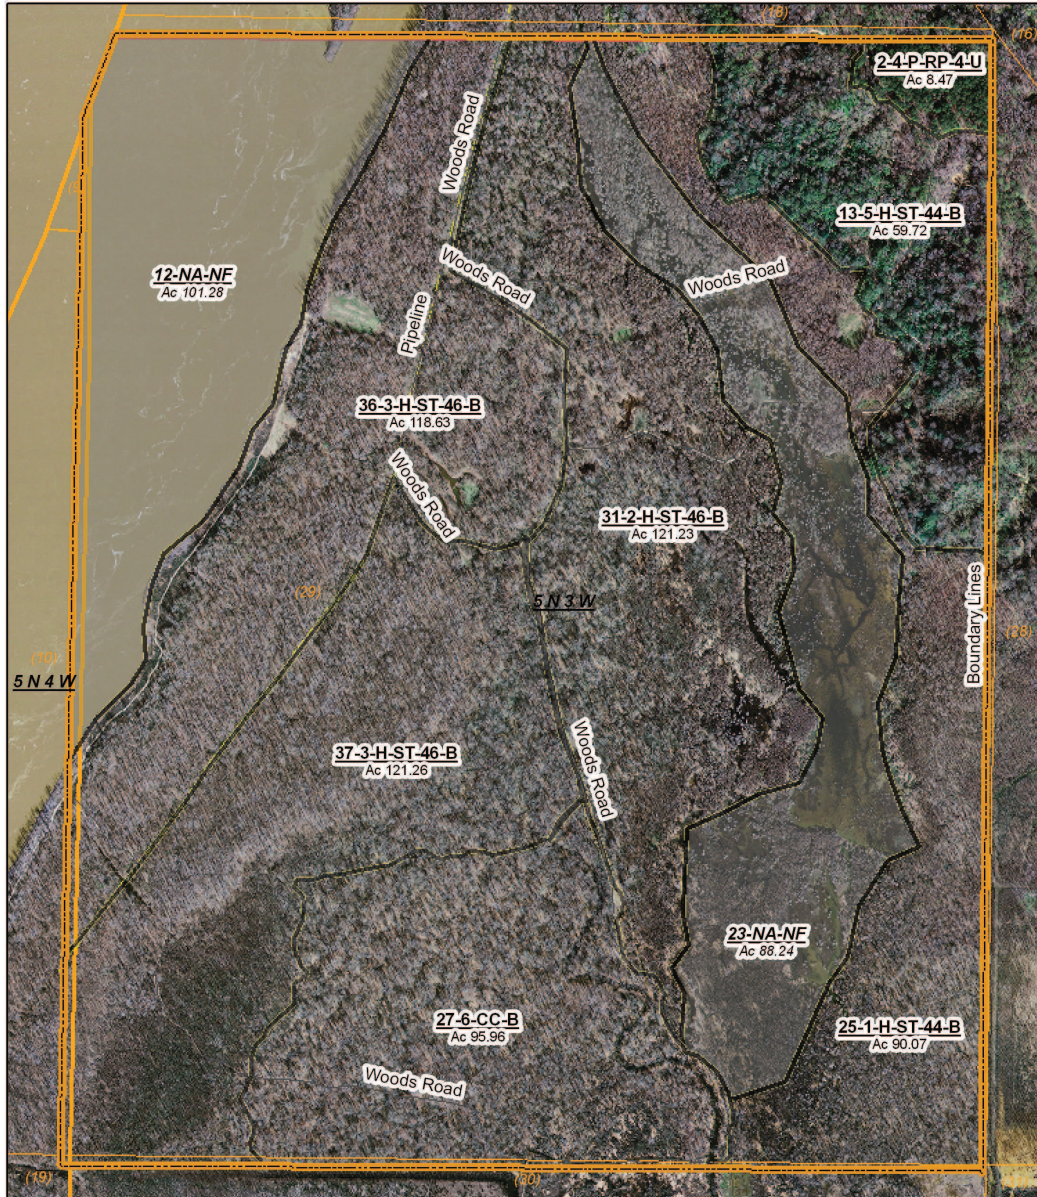 (18)
(16)
2-4-P-RP-4-U
Ac 8.47
Woods Road
13-5-H-ST-44-B
Ac 59.72
12-NA-NF
Ac 101.28
Woods Road
Woods Road
Pipeline
36-3-H-ST-46-B
Ac 118.63
Woods Road
31-2-H-ST-46-B
Ac 121.23
(29)
5 N 3 W
Boundary Lines
(28)
(10)
5 N 4 W
37-3-H-ST-46-B
Ac 121.26
Woods Road
23-NA-NF
Ac 88.24
27-6-CC-B
Ac 95.96
25-1-H-ST-44-B
Ac 90.07
Woods Road
(19)
(20)